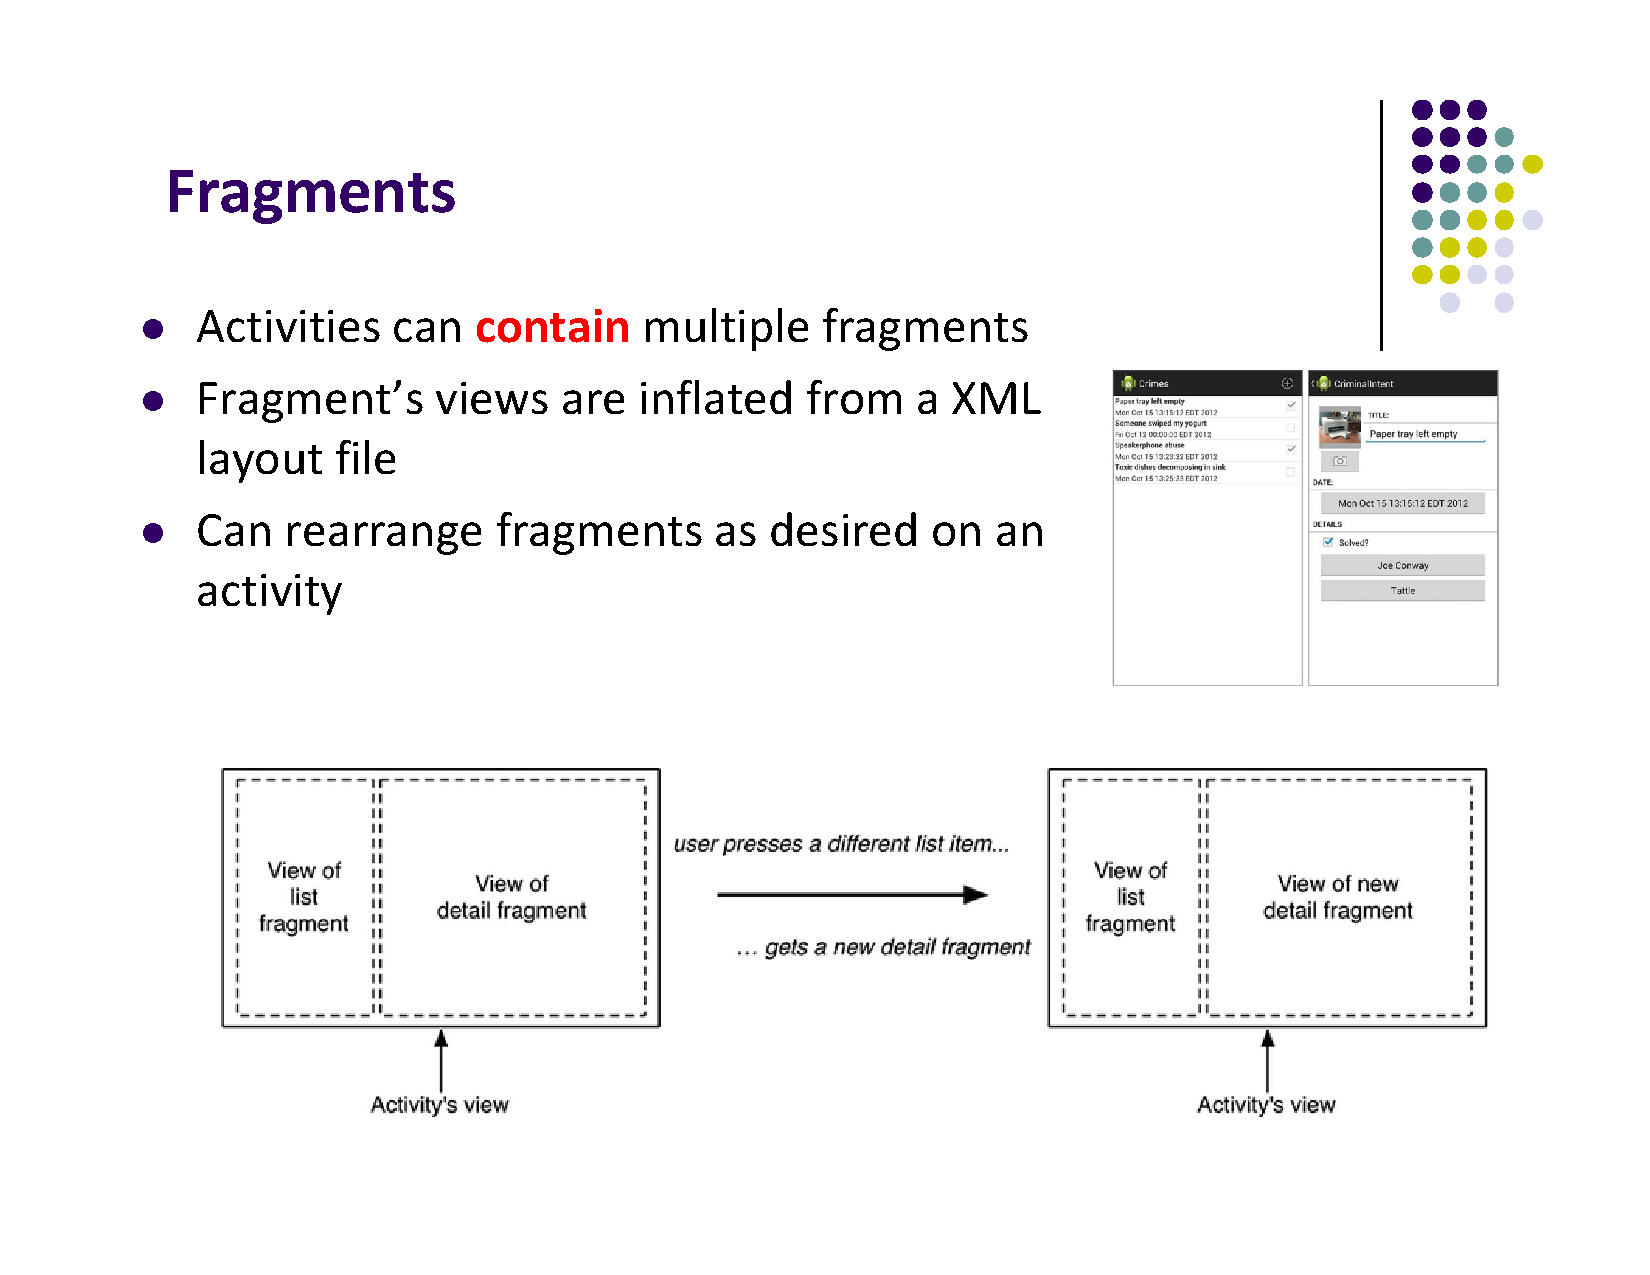 Fragments
Activities can contain multiple fragments
Fragment’s views are inflated from a XML
layout file
Can rearrange fragments as desired on an
activity
Crimes
Paper tray left empty
Mon Oct 15 13:15:12 EDT 2012
Someone swiped my yogurt
Fri Oct 12 00:00:00 EDT 2012
Speakerphone abuse
Mon Oct 15 13:23:32 EDT 2012
Toxic dishes decomposing in sink
Mon Oct 15 13:25:23 EDT 2012
CriminalIntent
TITLE:
Paper tray left empty
DATE:
Mon Oct 15 13:15:12 EDT 2012
DETAILS
Solved?
Joe Conway
Tattle
View of
list
fragment
View of
detail fragment
user presses a different list item...
... gets a new detail fragment
View of
list
fragment
View of new
detail fragment
Activity's view
Activity's view